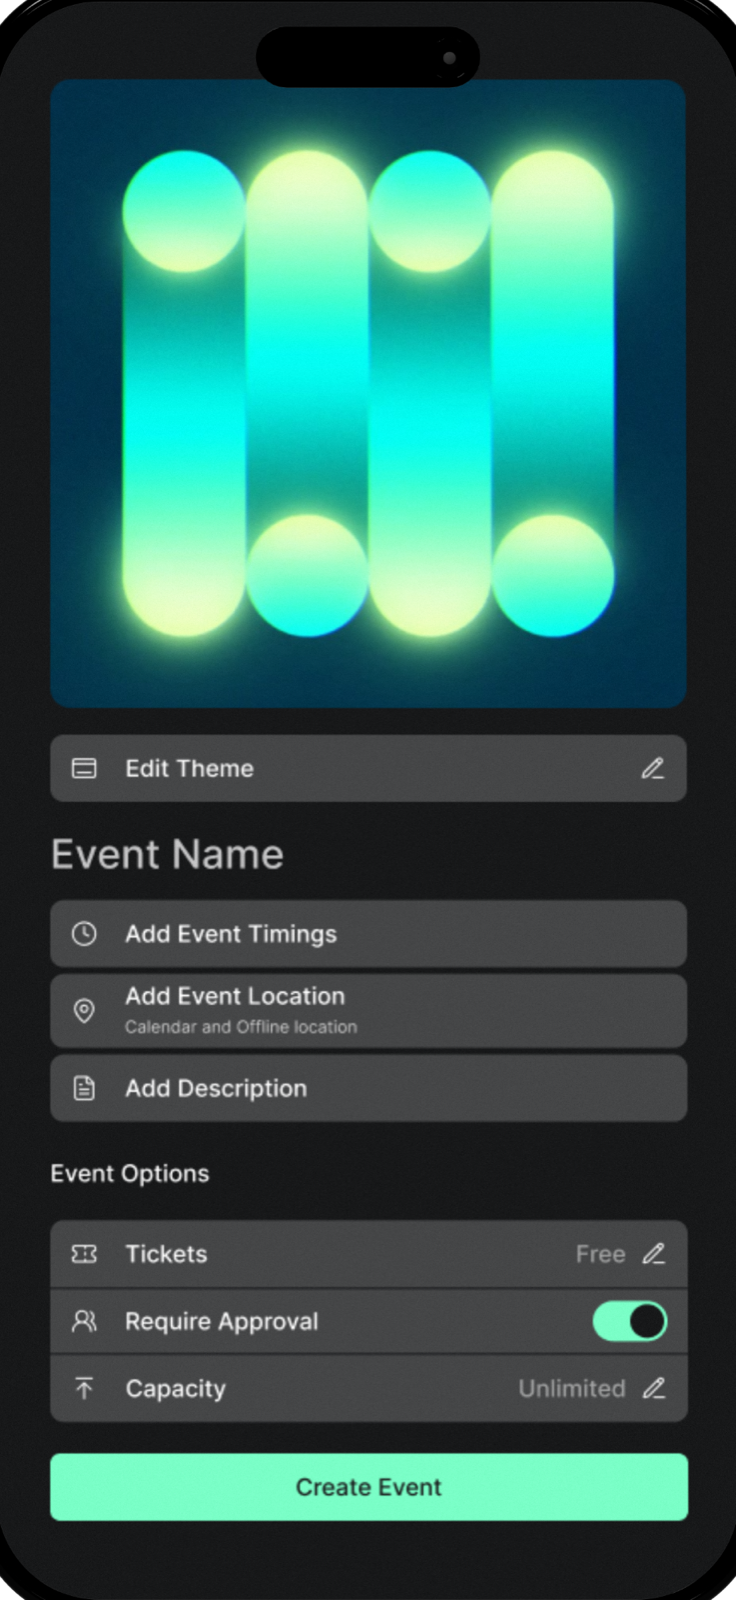 Edit Theme
Event Name
Add Event Timings
Add Event Location
Calendar and Offline location
Add Description
Event Options
Tickets Free
Require Approval
Capacity Unlimited
Create Event